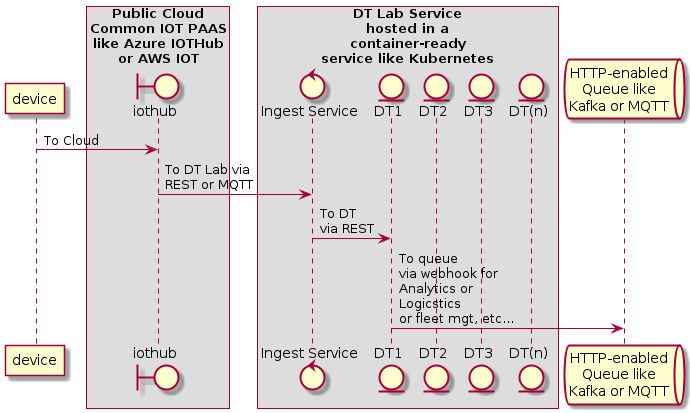 Public Cloud
Common IOT PAAS
like Azure IOTHub
or AWS IOT
DT Lab Service
hosted in a
container-ready
service like Kubernetes
device
iothub
Ingest Service
DT1
DT2
DT3
DT(n)
HTTP-enabled
Queue like
Kafka or MQTT
To Cloud
To DT Lab via
REST or MQTT
To DT
via REST
To queue
via webhook for
Analytics or
Logicstics
or fleet mgt, etc...
device
iothub
Ingest Service
DT1
DT2
DT3
DT(n)
HTTP-enabled
Queue like
Kafka or MQTT